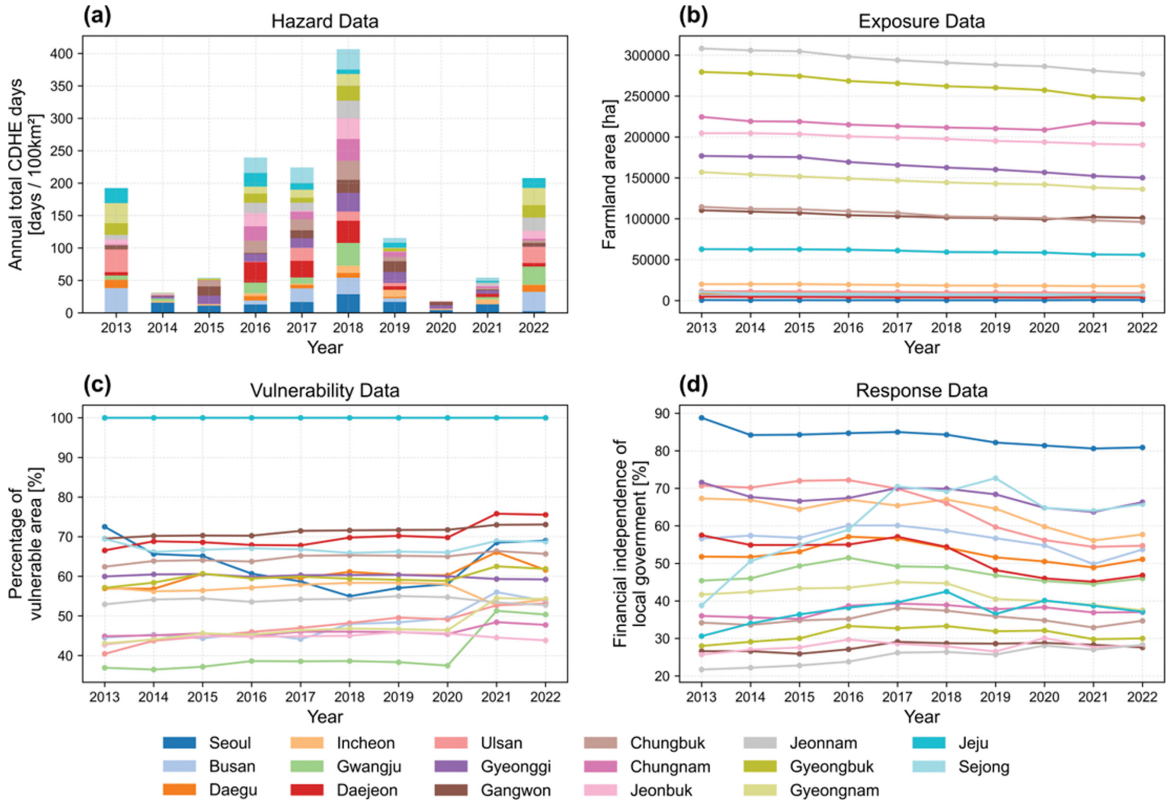 (a)
Hazard Data
Annual total CDHE days
[days / 100km²]
400
350
300
250
200
150
100
50
0
2013 2014 2015 2016 2017 2018 2019 2020 2021 2022
Year
(b)
Exposure Data
Farmland area [ha]
300000
250000
200000
150000
100000
50000
0
2013 2014 2015 2016 2017 2018 2019 2020 2021 2022
Year
(c)
Vulnerability Data
Percentage of
vulnerable area [%]
100
90
80
70
60
50
40
2013 2014 2015 2016 2017 2018 2019 2020 2021 2022
Year
(d)
Response Data
Financial independence of
local government [%]
90
80
70
60
50
40
30
20
2013 2014 2015 2016 2017 2018 2019 2020 2021 2022
Year
Seoul Incheon Ulsan Chungbuk Jeonnam Jeju
Busan Gwangju Gyeonggi Chungnam Gyeongbuk Sejong
Daegu Daejeon Gangwon Jeonbuk Gyeongnam